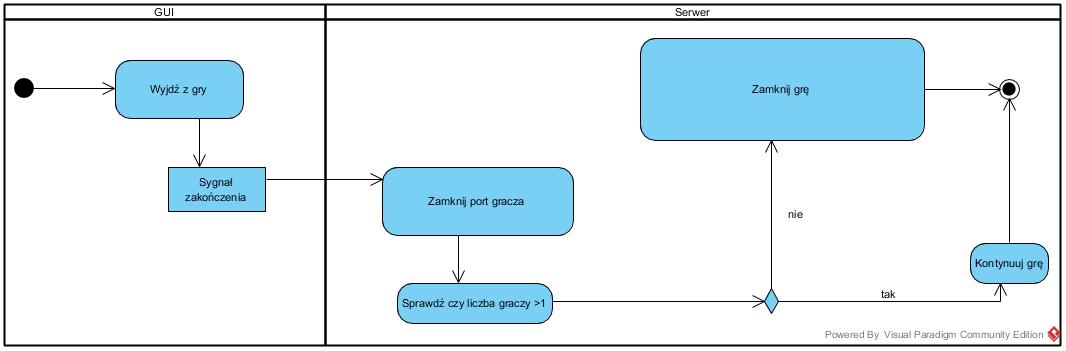 GUI
Serwer
Wyjdź z gry
Zamknij grę
Sygnał
zakończenia
Zamknij port gracza
nie
Kontynuuj grę
tak
Sprawdź czy liczba graczy >1
Powered By Visual Paradigm Community Edition